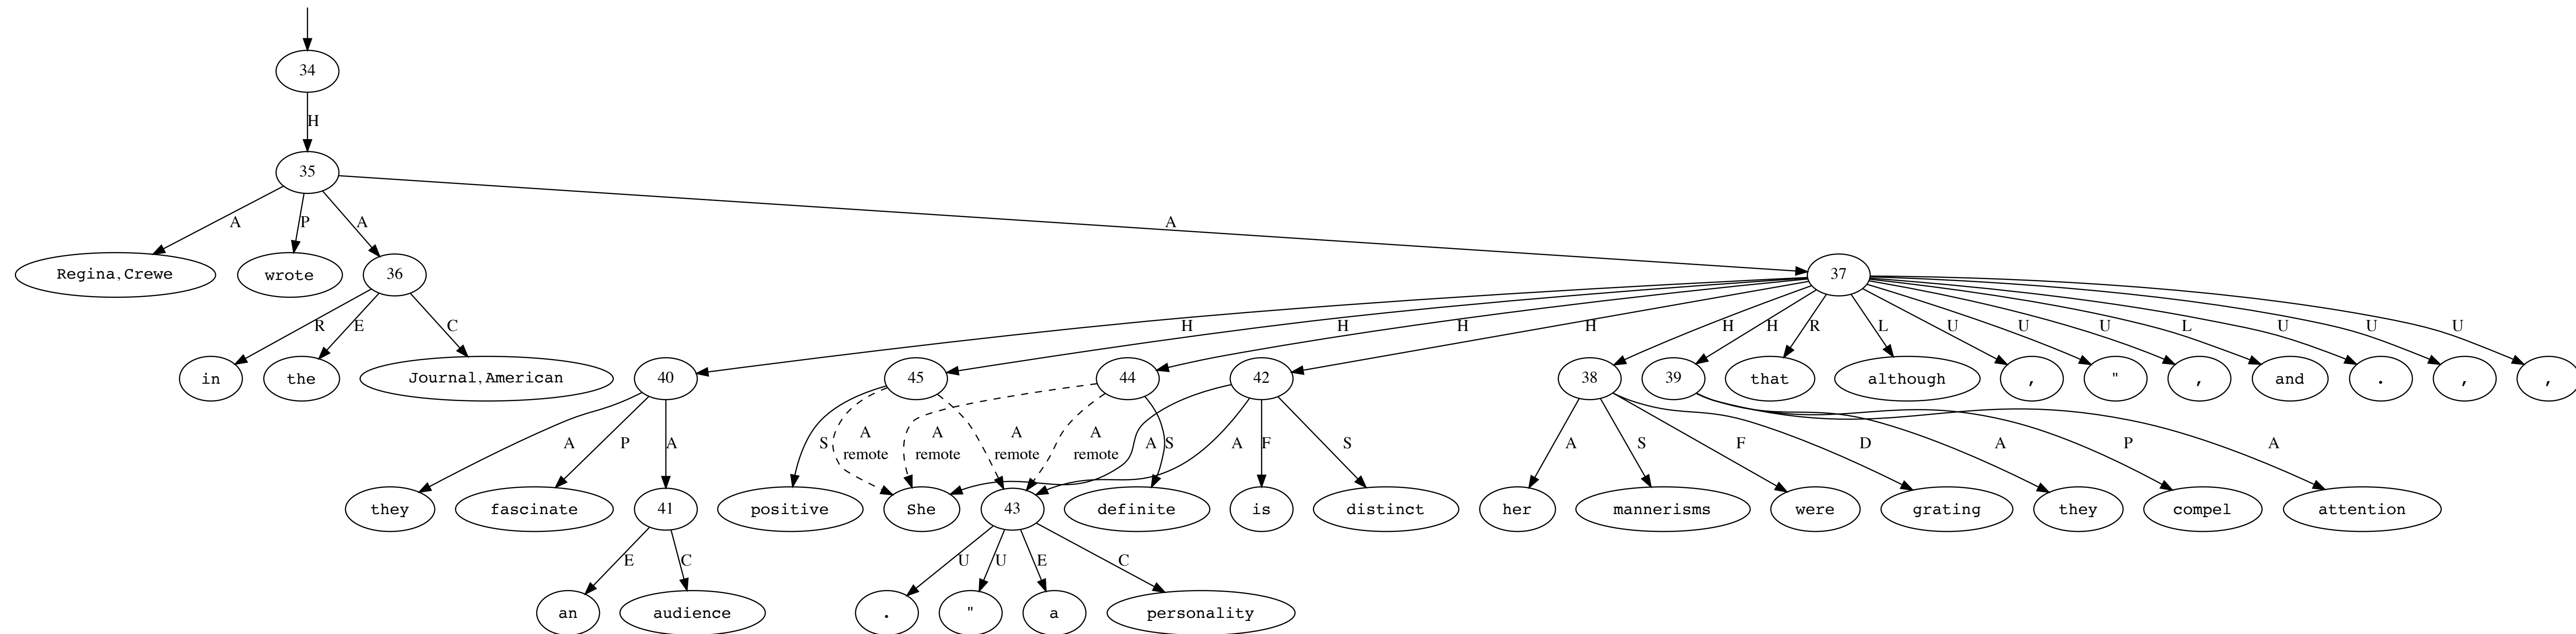 34
H
35
A P A A
Regina,Crewe wrote 36 37
R E C H H H H H H R L U U U L U U U
in the Journal,American 40 45 44 42 38 39 that although , " , and . , ,
A P A S A remote A remote A remote A remote A S A F S A S F D A P A
they fascinate 41 positive She 43 definite is distinct her mannerisms were grating they compel attention
E C U U E C
an audience . " a personality